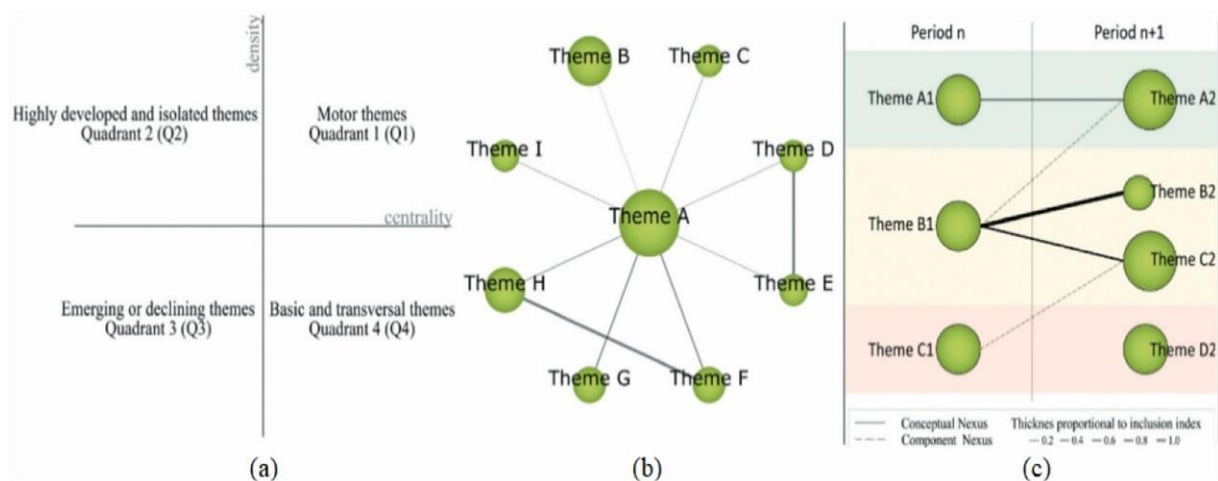 density
Highly developed and isolated themes
Quadrant 2 (Q2)
Motor themes
Quadrant 1 (Q1)
centrality
Emerging or declining themes
Quadrant 3 (Q3)
Basic and transversal themes
Quadrant 4 (Q4)
(a)
Theme B
Theme C
Theme I
Theme D
Theme A
Theme H
Theme E
Theme G
Theme F
(b)
Period n
Period n+1
Theme A1
Theme A2
Theme B1
Theme B2
Theme C2
Theme C1
Theme D2
Conceptual Nexus
Component Nexus
Thicknes proportional to inclusion index
0.2
0.4
0.6
0.8
1.0
(c)